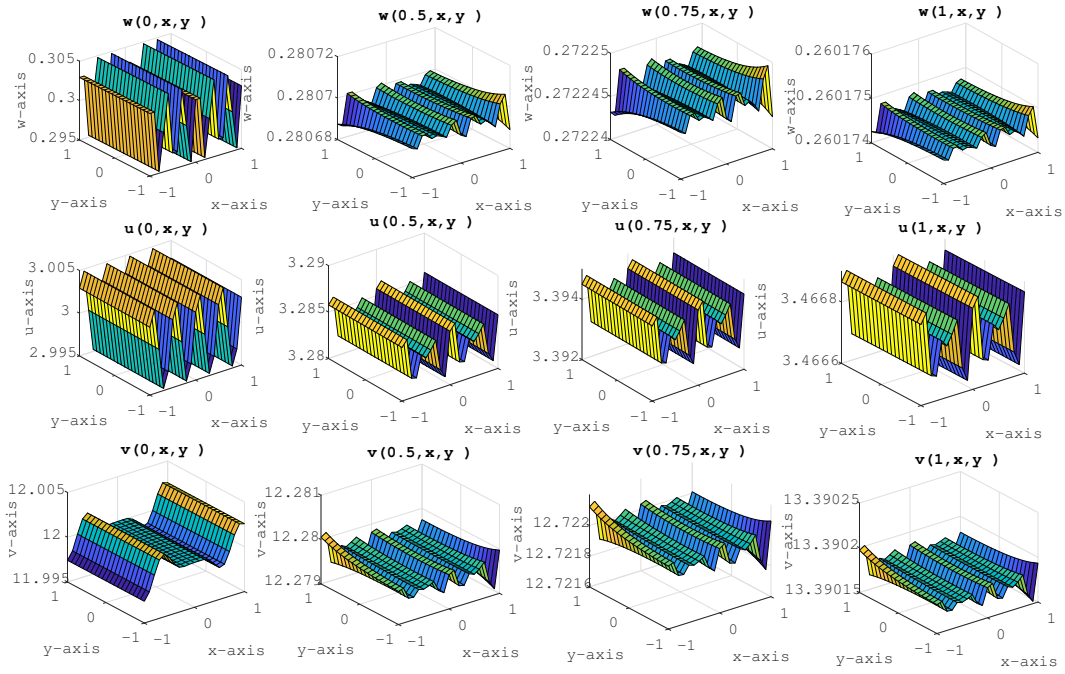 w(0,x,y )
0.305
0.3
0.295
w-axis
1
0
-1
-1
0
1
y-axis
x-axis
w(0.5,x,y )
0.28072
0.2807
0.28068
w-axis
1
0
-1
-1
0
1
y-axis
x-axis
w(0.75,x,y )
0.272225
0.272245
0.27224
w-axis
1
0
-1
-1
0
1
y-axis
x-axis
w(1,x,y )
0.260176
0.260175
0.260174
w-axis
1
0
-1
-1
0
1
y-axis
x-axis
u(0,x,y )
3.005
3
2.995
u-axis
1
0
-1
-1
0
1
y-axis
x-axis
u(0.5,x,y )
3.29
3.285
3.28
u-axis
1
0
-1
-1
0
1
y-axis
x-axis
u(0.75,x,y )
3.394
3.392
u-axis
1
0
-1
-1
0
1
y-axis
x-axis
u(1,x,y )
3.4668
3.4666
u-axis
1
0
-1
-1
0
1
y-axis
x-axis
v(0,x,y )
12.005
12
11.995
v-axis
1
0
-1
-1
0
1
y-axis
x-axis
v(0.5,x,y )
12.281
12.28
12.279
v-axis
1
0
-1
-1
0
1
y-axis
x-axis
v(0.75,x,y )
12.722
12.7218
12.7216
v-axis
1
0
-1
-1
0
1
y-axis
x-axis
v(1,x,y )
13.39025
13.3902
13.39015
v-axis
1
0
-1
-1
0
1
y-axis
x-axis